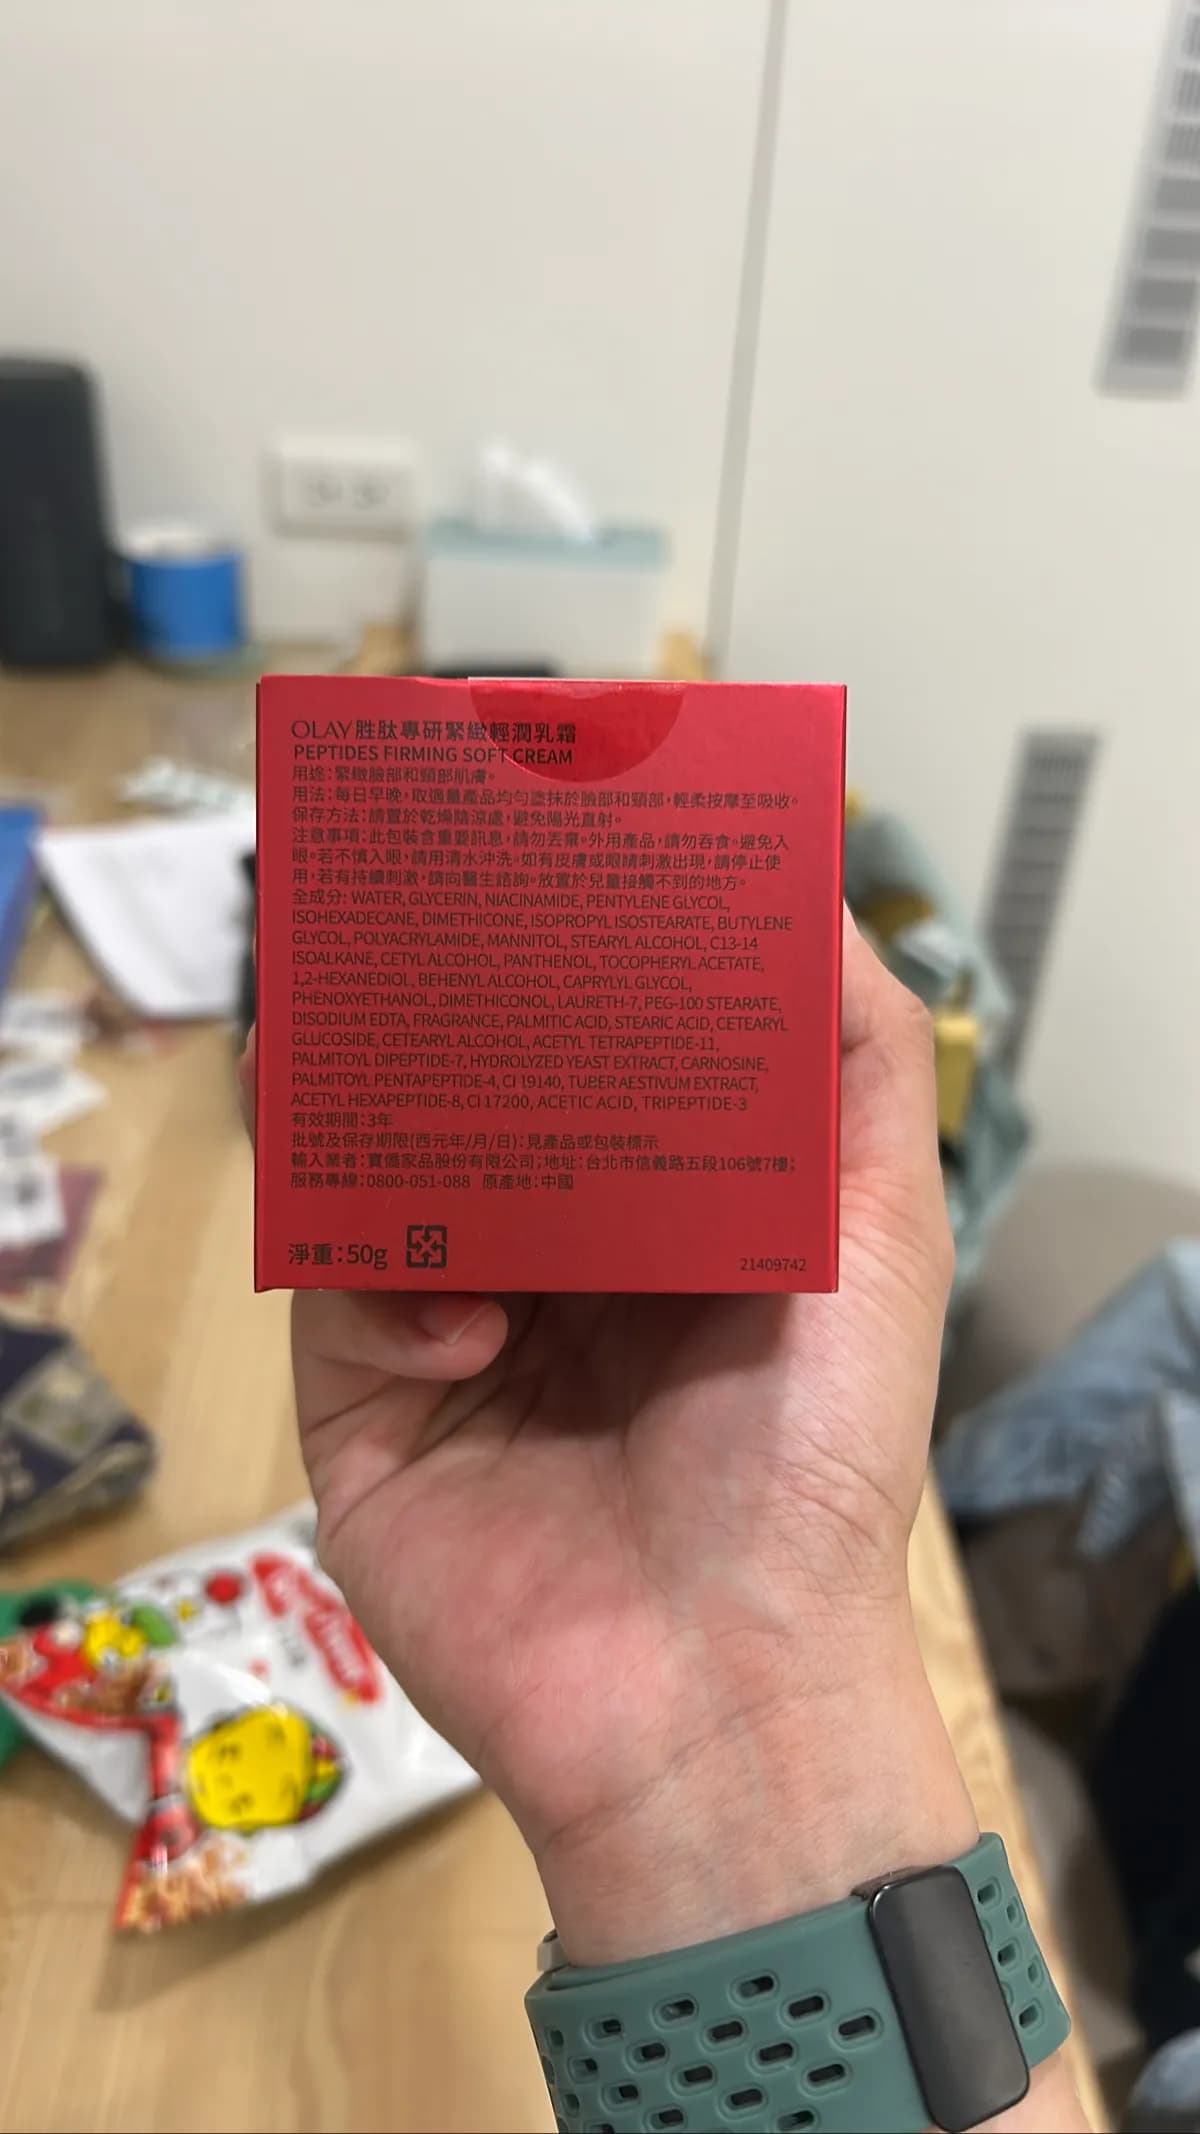 OLAY胜肽專研緊緻輕潤乳霜
PEPTIDES FIRMING SOFT CREAM
用途:緊緻臉部和頸部肌膚。
用法:每日早晚,取適量產品均勻塗抹於臉部和頸部,輕柔按摩至吸收。
保存方法:請置於乾燥陰涼處,避免陽光直射。
注意事項:此包裝含重要訊息,請勿丟棄。外用產品,請勿吞食。避免入
眼。若不慎入眼,請用清水沖洗。如有皮膚或眼睛刺激出現,請停止使
用,若有持續刺激,請向醫生諮詢。放置於兒童接觸不到的地方。
全成分: WATER, GLYCERIN, NIACINAMIDE, PENTYLENE GLYCOL,
ISOHEXADECANE, DIMETHICONE, ISOPROPYL ISOSTEARATE, BUTYLENE
GLYCOL, POLYACRYLAMIDE, MANNITOL, STEARYL ALCOHOL, C13-14
ISOALKANE, CETYL ALCOHOL, PANTHENOL, TOCOPHERYL ACETATE,
1,2-HEXANEDIOL, BEHENYL ALCOHOL, CAPRYLYL GLYCOL,
PHENOXYETHANOL, DIMETHICONOL, LAURETH-7, PEG-100 STEARATE,
DISODIUM EDTA, FRAGRANCE, PALMITIC ACID, STEARIC ACID, CETEARYL
GLUCOSIDE, CETEARYL ALCOHOL, ACETYL TETRAPEPTIDE-11,
PALMITOYL DIPEPTIDE-7, HYDROLYZED YEAST EXTRACT, CARNOSINE,
PALMITOYL PENTAPEPTIDE-4, CI 19140, TUBER AESTIVUM EXTRACT,
ACETYL HEXAPEPTIDE-8, CI 17200, ACETIC ACID, TRIPEPTIDE-3
有效期間:3年
批號及保存期限(西元年/月/日):見產品或包裝標示
輸入業者:寶僑家品股份有限公司;地址:台北市信義路五段106號7樓;
服務專線:0800-051-088 原產地:中國
淨重:50g
21409742